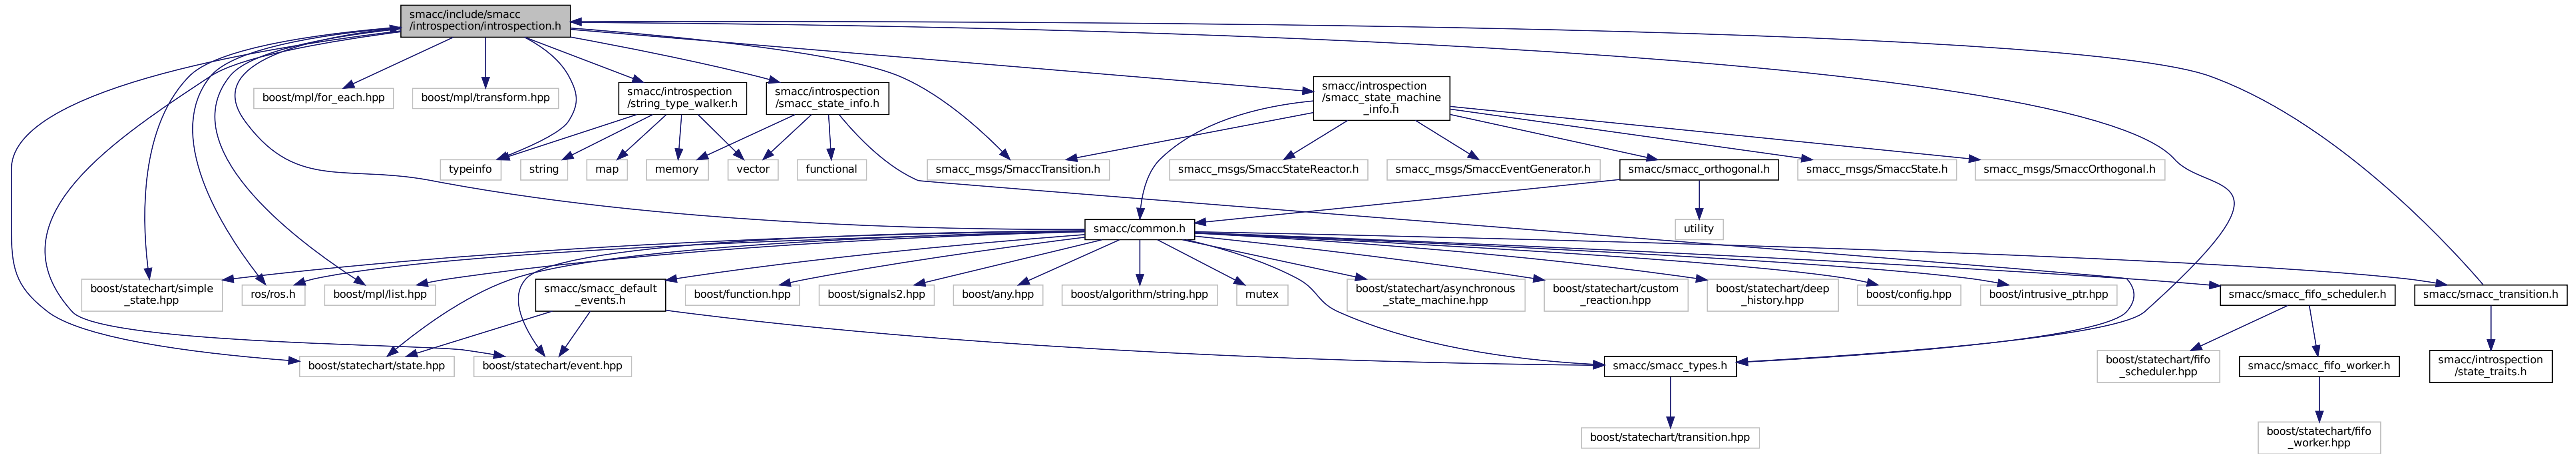 smacc/include/smacc
/introspection/introspection.h
boost/mpl/for_each.hpp
boost/mpl/transform.hpp
smacc/introspection
/string_type_walker.h
smacc/introspection
/smacc_state_info.h
smacc/introspection
/smacc_state_machine
_info.h
typeinfo
string
map
memory
vector
functional
smacc_msgs/SmaccTransition.h
smacc_msgs/SmaccStateReactor.h
smacc_msgs/SmaccEventGenerator.h
smacc/smacc_orthogonal.h
smacc_msgs/SmaccState.h
smacc_msgs/SmaccOrthogonal.h
smacc/common.h
utility
boost/statechart/simple
_state.hpp
ros/ros.h
boost/mpl/list.hpp
smacc/smacc_default
_events.h
boost/function.hpp
boost/signals2.hpp
boost/any.hpp
boost/algorithm/string.hpp
mutex
boost/statechart/asynchronous
_state_machine.hpp
boost/statechart/custom
_reaction.hpp
boost/statechart/deep
_history.hpp
boost/config.hpp
boost/intrusive_ptr.hpp
smacc/smacc_fifo_scheduler.h
smacc/smacc_transition.h
boost/statechart/state.hpp
boost/statechart/event.hpp
smacc/smacc_types.h
boost/statechart/fifo
_scheduler.hpp
smacc/smacc_fifo_worker.h
smacc/introspection
/state_traits.h
boost/statechart/transition.hpp
boost/statechart/fifo
_worker.hpp